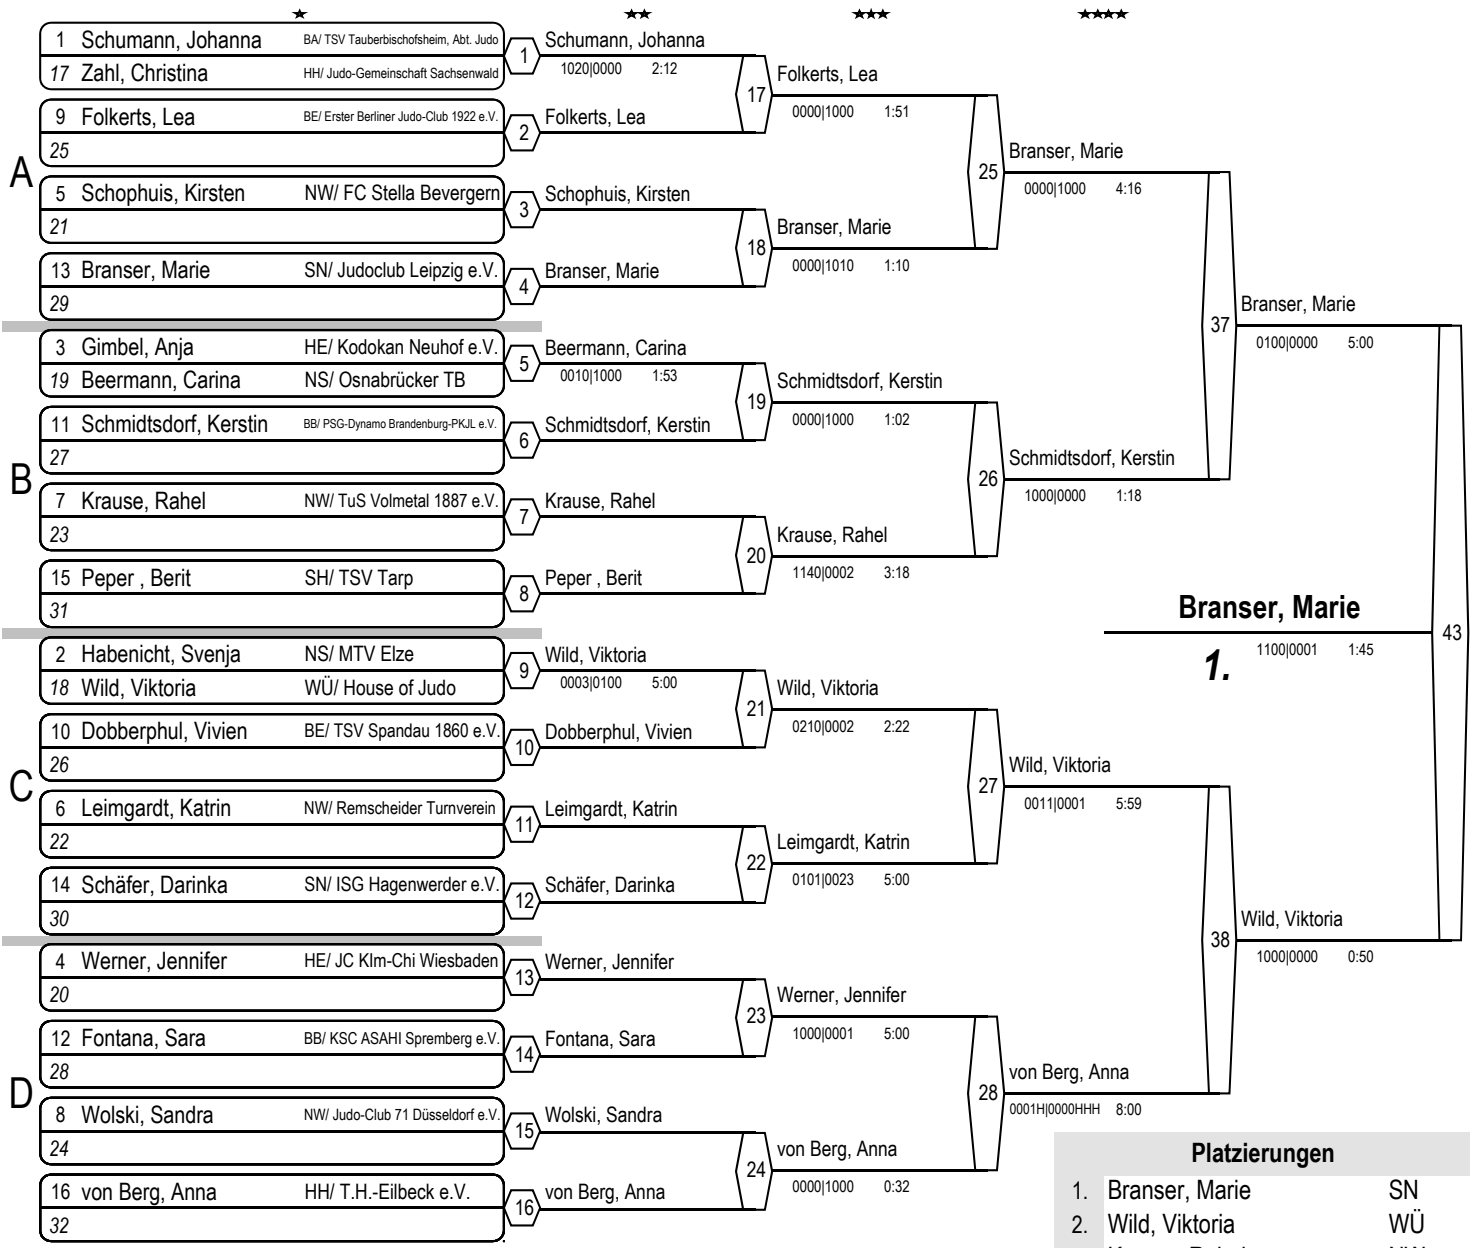 ★ ★★ ★★★ ★★★★
A
1 Schumann, Johanna BA/ TSV Tauberbischofsheim, Abt. Judo
17 Zahl, Christina HH/ Judo-Gemeinschaft Sachsenwald
9 Folkerts, Lea BE/ Erster Berliner Judo-Club 1922 e.V.
25
5 Schophuis, Kirsten NW/ FC Stella Bevergern
21
13 Branser, Marie SN/ Judoclub Leipzig e.V.
29
B
3 Gimbel, Anja HE/ Kodokan Neuhof e.V.
19 Beermann, Carina NS/ Osnabrücker TB
11 Schmidtsdorf, Kerstin BB/ PSG-Dynamo Brandenburg-PKJL e.V.
27
7 Krause, Rahel NW/ TuS Volmetal 1887 e.V.
23
15 Peper , Berit SH/ TSV Tarp
31
C
2 Habenicht, Svenja NS/ MTV Elze
18 Wild, Viktoria WÜ/ House of Judo
10 Dobberphul, Vivien BE/ TSV Spandau 1860 e.V.
26
6 Leimgardt, Katrin NW/ Remscheider Turnverein
22
14 Schäfer, Darinka SN/ ISG Hagenwerder e.V.
30
D
4 Werner, Jennifer HE/ JC KIm-Chi Wiesbaden
20
12 Fontana, Sara BB/ KSC ASAHI Spremberg e.V.
28
8 Wolski, Sandra NW/ Judo-Club 71 Düsseldorf e.V.
24
16 von Berg, Anna HH/ T.H.-Eilbeck e.V.
32
1 Schumann, Johanna
1020|0000 2:12
2 Folkerts, Lea
3 Schophuis, Kirsten
4 Branser, Marie
5 Beermann, Carina
0010|1000 1:53
6 Schmidtsdorf, Kerstin
7 Krause, Rahel
8 Peper , Berit
9 Wild, Viktoria
0003|0100 5:00
10 Dobberphul, Vivien
11 Leimgardt, Katrin
12 Schäfer, Darinka
13 Werner, Jennifer
14 Fontana, Sara
15 Wolski, Sandra
16 von Berg, Anna
17 Folkerts, Lea
0000|1000 1:51
18 Branser, Marie
0000|1010 1:10
19 Schmidtsdorf, Kerstin
0000|1000 1:02
20 Krause, Rahel
1140|0002 3:18
21 Wild, Viktoria
0210|0002 2:22
22 Leimgardt, Katrin
0101|0023 5:00
23 Werner, Jennifer
1000|0001 5:00
24 von Berg, Anna
0000|1000 0:32
25 Branser, Marie
0000|1000 4:16
26 Schmidtsdorf, Kerstin
1000|0000 1:18
27 Wild, Viktoria
0011|0001 5:59
28 von Berg, Anna
0001H|0000HHH 8:00
37 Branser, Marie
0100|0000 5:00
38 Wild, Viktoria
1000|0000 0:50
43 Branser, Marie
1. 1100|0001 1:45
Platzierungen
1. Branser, Marie SN
2. Wild, Viktoria WÜ